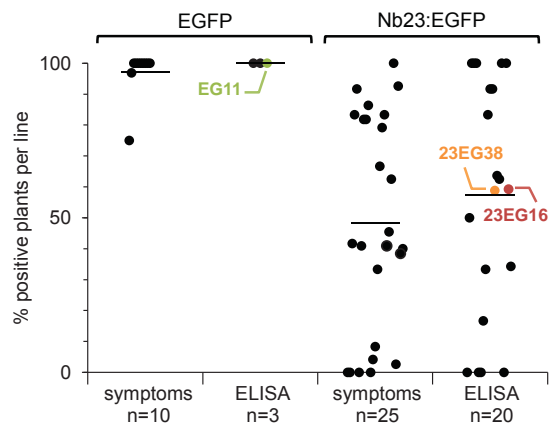 EGFP
Nb23:EGFP
% positive plants per line
100
50
0
EG11
23EG38
23EG16
symptoms
n=10
ELISA
n=3
symptoms
n=25
ELISA
n=20